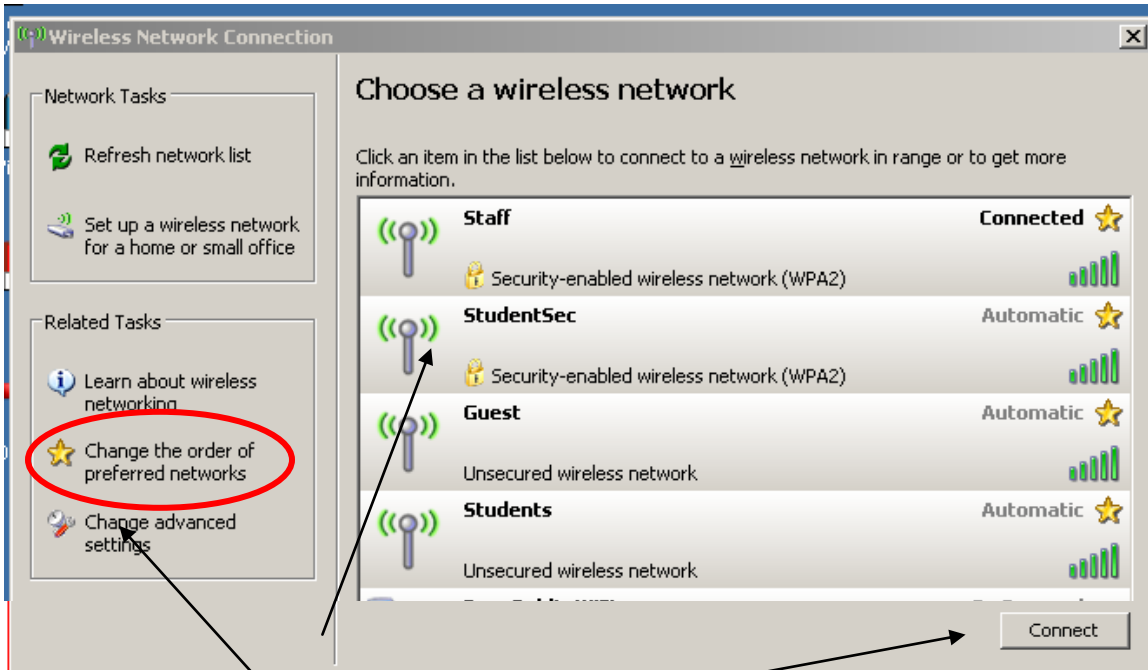 Wireless Network Connection
Network Tasks
Refresh network list
Set up a wireless network
for a home or small office
Related Tasks
Learn about wireless
networking
Change the order of
preferred networks
Change advanced
settings
Choose a wireless network
Click an item in the list below to connect to a wireless network in range or to get more
information.
Staff Connected
Security-enabled wireless network (WPA2)
StudentSec Automatic
Security-enabled wireless network (WPA2)
Guest Automatic
Unsecured wireless network
Students Automatic
Unsecured wireless network
Connect